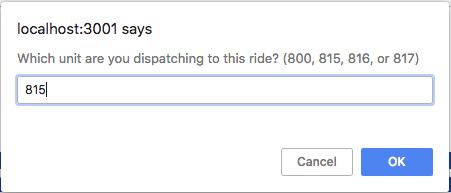 localhost:3001 says
Which unit are you dispatching to this ride? (800, 815, 816, or 817)
815
Cancel
OK